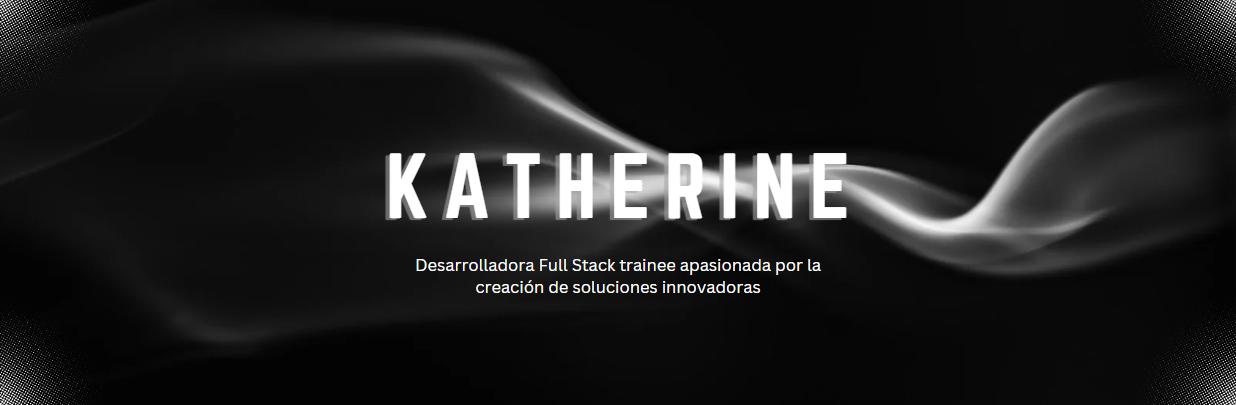 KATHERINE
Desarrolladora Full Stack trainee apasionada por la
creación de soluciones innovadoras